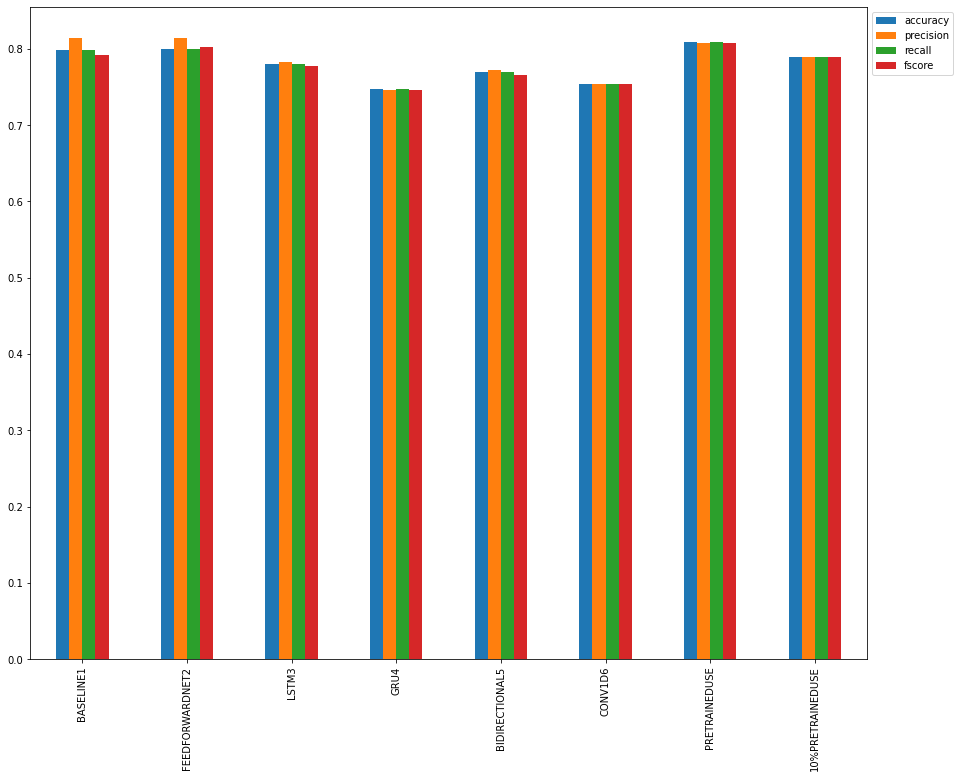 accuracy
precision
recall
fscore
0.8
0.7
0.6
0.5
0.4
0.3
0.2
0.1
0.0
BASELINE1
FEEDFORWARDNET2
LSTM3
GRU4
BIDIRECTIONAL5
CONV1D6
PRETRAINEDUSE
10%PRETRAINEDUSE